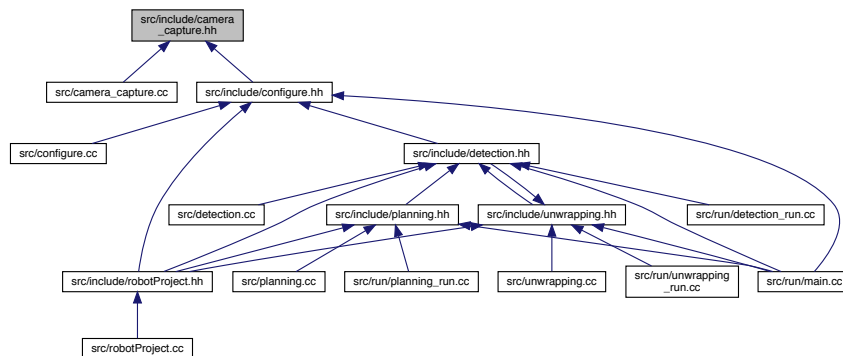 src/include/camera
_capture.hh
src/camera_capture.cc
src/include/configure.hh
src/configure.cc
src/include/detection.hh
src/detection.cc
src/include/planning.hh
src/include/unwrapping.hh
src/run/detection_run.cc
src/include/robotProject.hh
src/planning.cc
src/run/planning_run.cc
src/unwrapping.cc
src/run/unwrapping
_run.cc
src/run/main.cc
src/robotProject.cc